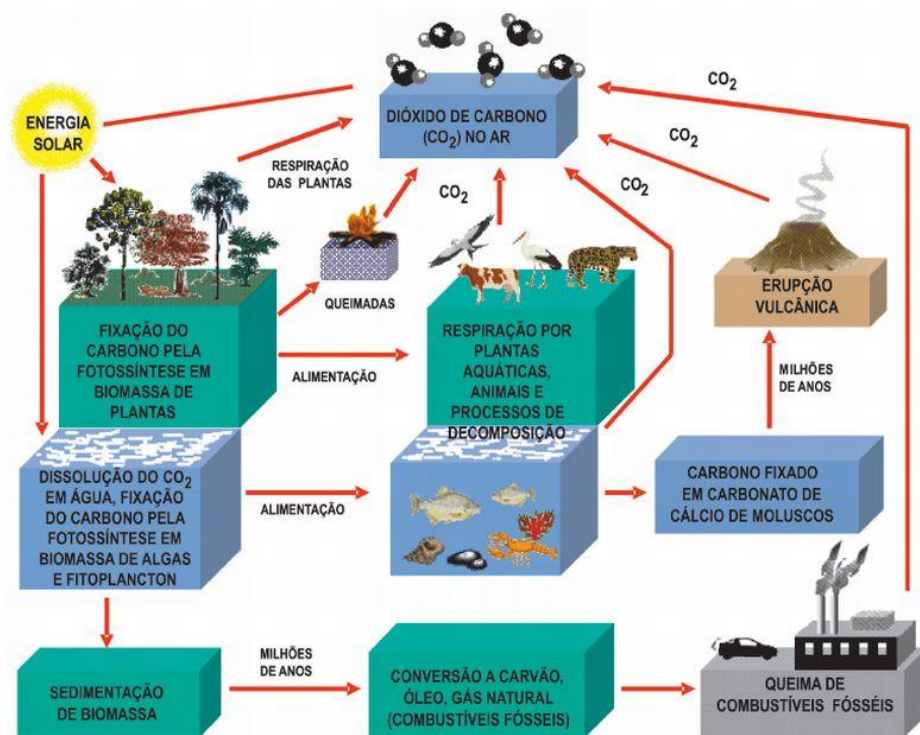 CO₂
DIÓXIDO DE CARBONO
(CO₂) NO AR
ENERGIA
SOLAR
CO₂
RESPIRAÇÃO
DAS PLANTAS
CO₂
CO₂
QUEIMADAS
ERUPÇÃO
VULCÂNICA
FIXAÇÃO DO
CARBONO PELA
FOTOSSÍNTESE EM
BIOMASSA DE
PLANTAS
ALIMENTAÇÃO
RESPIRAÇÃO POR
PLANTAS
AQUÁTICAS,
ANIMAIS E
PROCESSOS DE
DECOMPOSIÇÃO
MILHÕES
DE ANOS
DISSOLUÇÃO DO CO₂
EM ÁGUA, FIXAÇÃO
DO CARBONO PELA
FOTOSSÍNTESE EM
BIOMASSA DE ALGAS
E FITOPLANCTON
ALIMENTAÇÃO
CARBONO FIXADO
EM CARBONATO DE
CÁLCIO DE MOLUSCOS
SEDIMENTAÇÃO
DE BIOMASSA
MILHÕES
DE ANOS
CONVERSÃO A CARVÃO,
ÓLEO, GÁS NATURAL
(COMBUSTÍVEIS FÓSSEIS)
QUEIMA DE
COMBUSTÍVEIS FÓSSÉIS